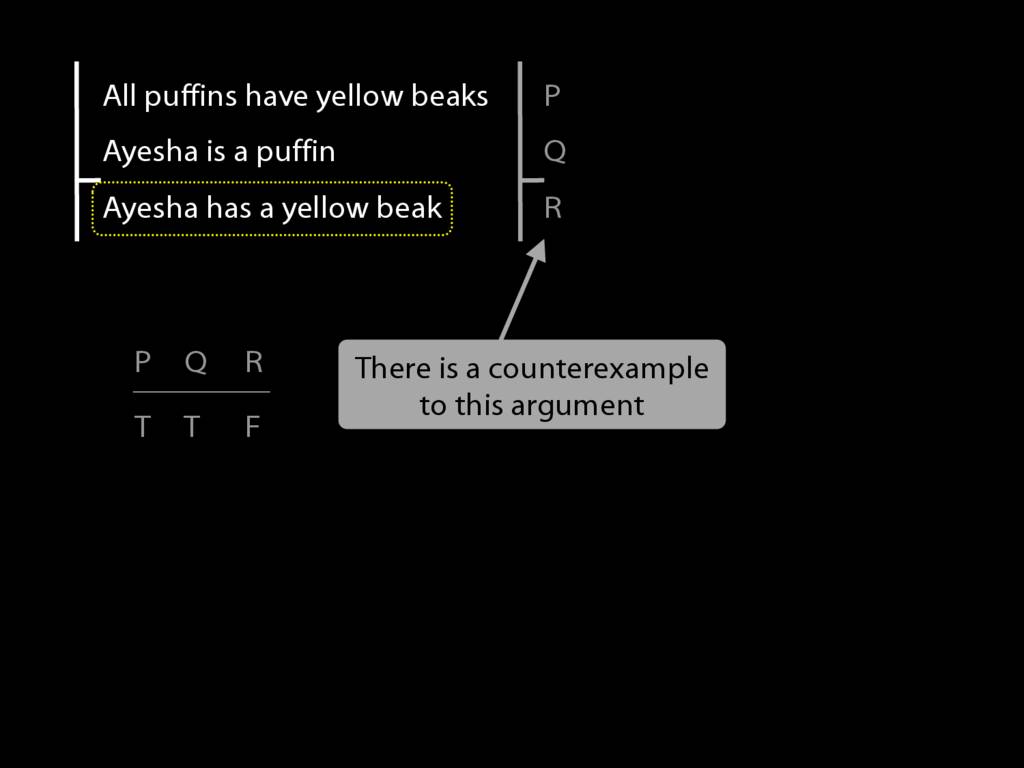 All puffins have yellow beaks
P
Ayesha is a puffin
Q
Ayesha has a yellow beak
R
P Q R
T T F
There is a counterexample
to this argument